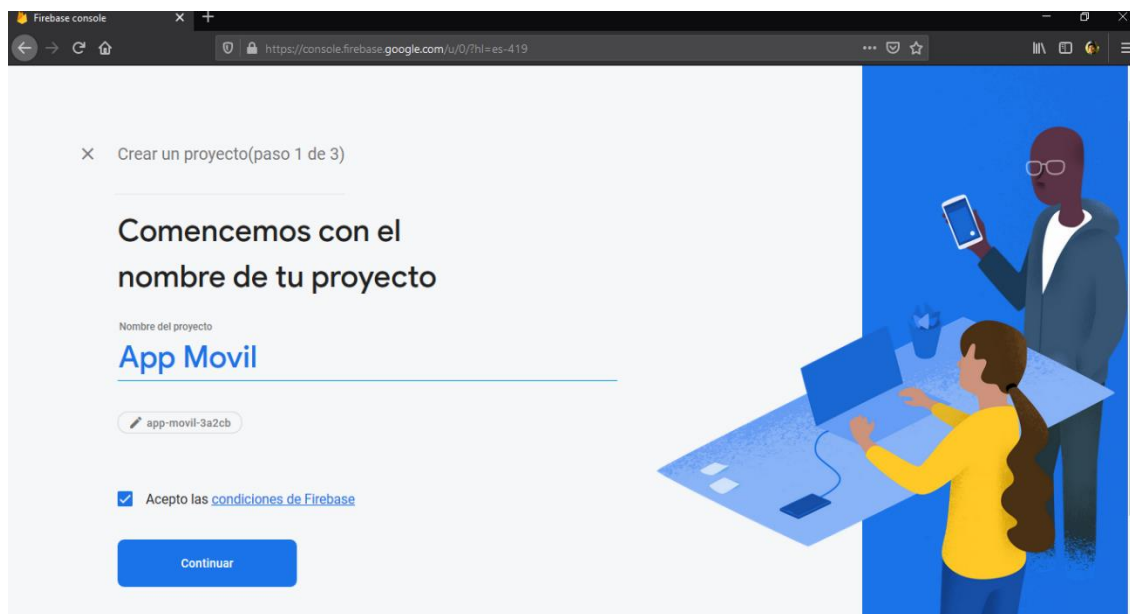 Firebase console
https://console.firebase.google.com/u/0/?hl=es-419
Crear un proyecto(paso 1 de 3)
Comencemos con el
nombre de tu proyecto
Nombre del proyecto
App Movil
app-movil-3a2cb
Acepto las condiciones de Firebase
Continuar